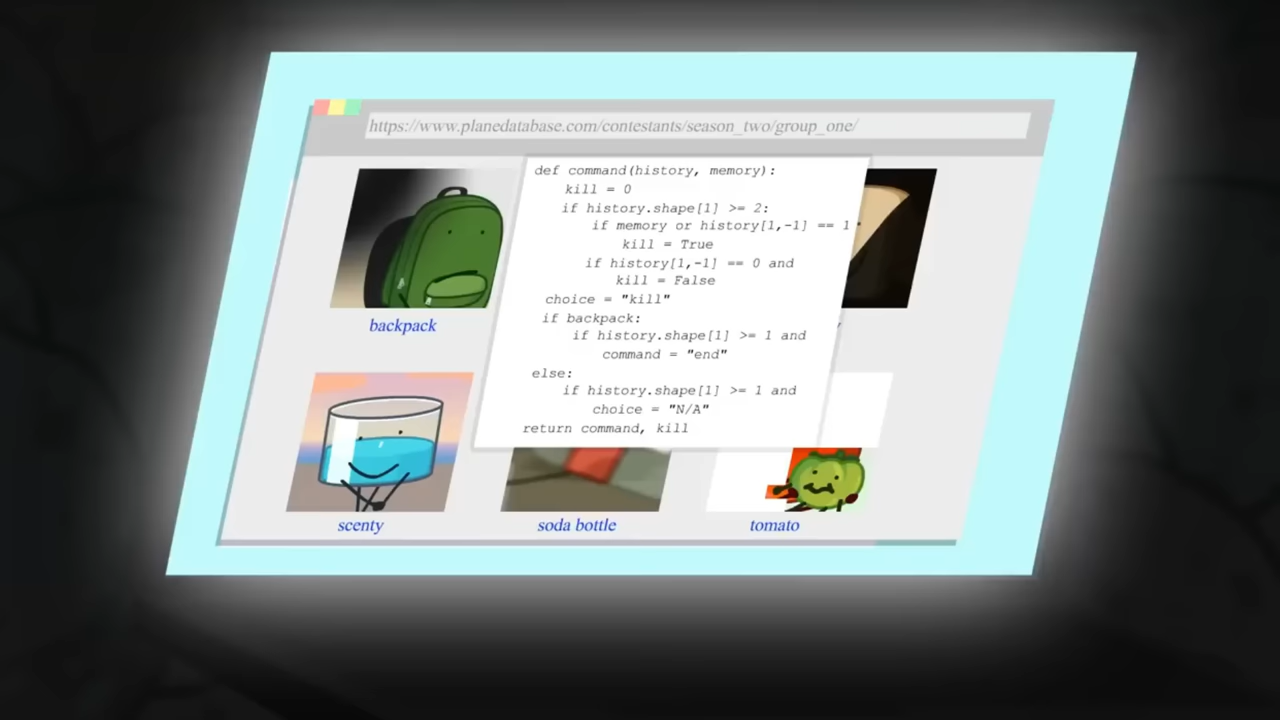 https://www.planedatabase.com/contestants/season_two/group_one/
def command(history, memory):
kill = 0
if history.shape[1] >= 2:
if memory or history[1,-1] == 1
kill = True
if history[1,-1] == 0 and
kill = False
choice = "kill"
if backpack:
if history.shape[1] >= 1 and
command = "end"
else:
if history.shape[1] >= 1 and
choice = "N/A"
return command, kill
backpack
scenty
soda bottle
tomato